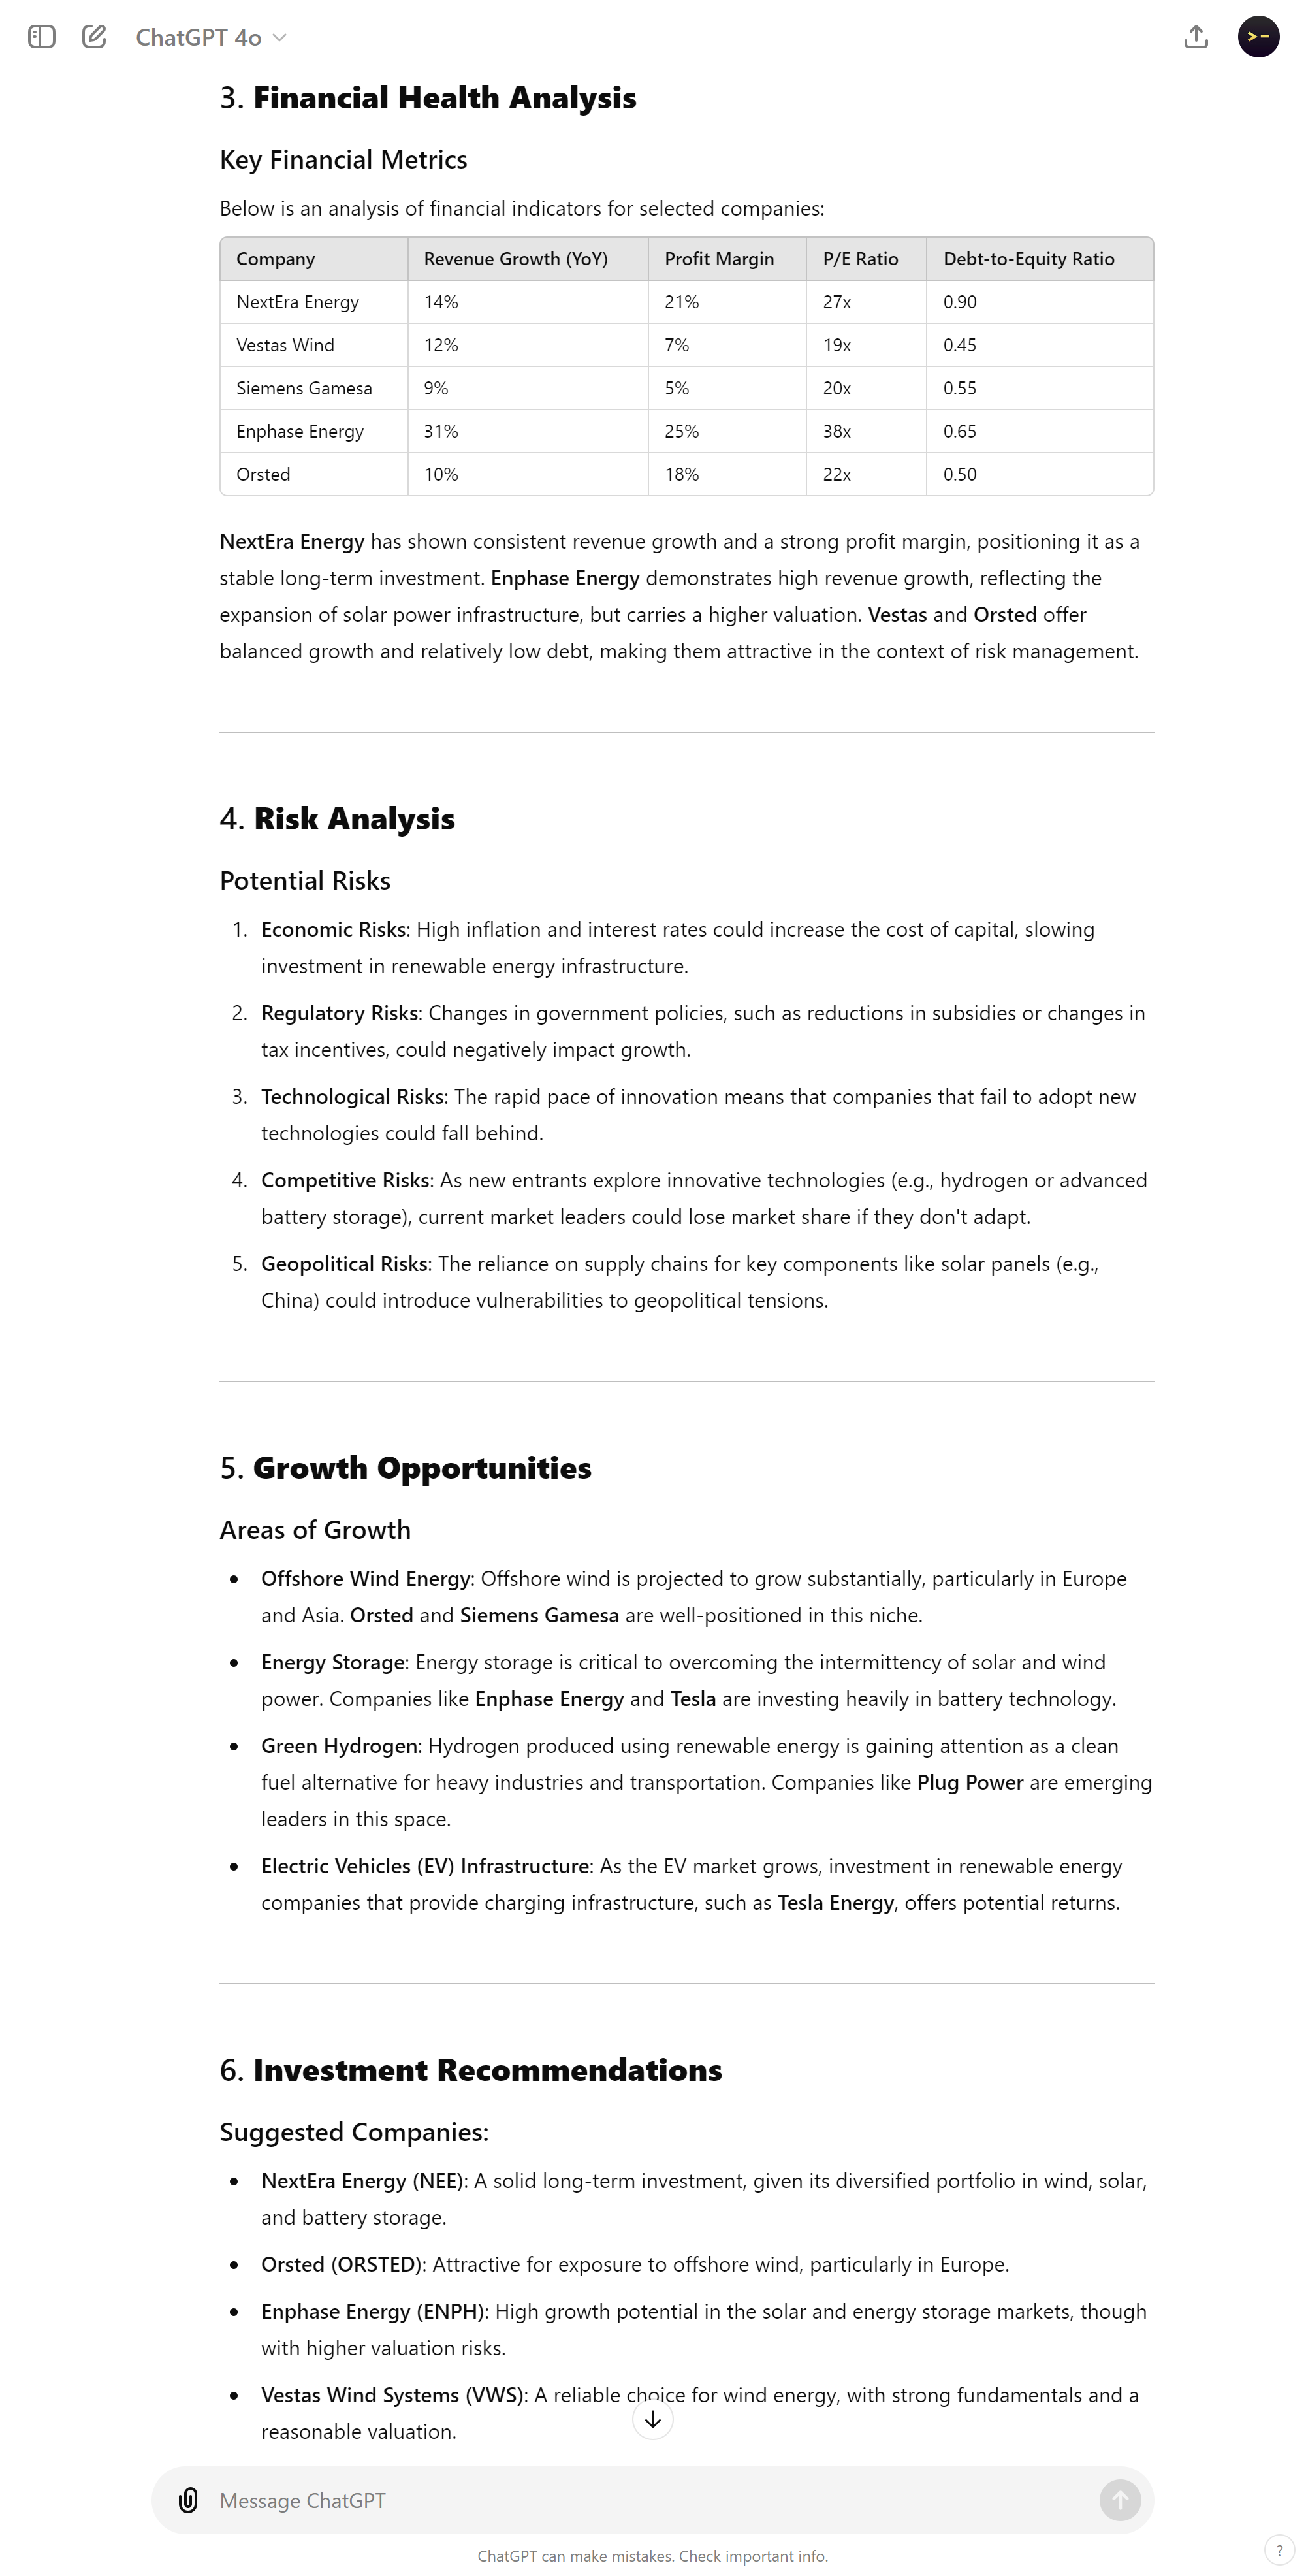 ChatGPT 4o
3. Financial Health Analysis
Key Financial Metrics
Below is an analysis of financial indicators for selected companies:
Company Revenue Growth (YoY) Profit Margin P/E Ratio Debt-to-Equity Ratio
NextEra Energy 14% 21% 27x 0.90
Vestas Wind 12% 7% 19x 0.45
Siemens Gamesa 9% 5% 20x 0.55
Enphase Energy 31% 25% 38x 0.65
Orsted 10% 18% 22x 0.50
NextEra Energy has shown consistent revenue growth and a strong profit margin, positioning it as a
stable long-term investment. Enphase Energy demonstrates high revenue growth, reflecting the
expansion of solar power infrastructure, but carries a higher valuation. Vestas and Orsted offer
balanced growth and relatively low debt, making them attractive in the context of risk management.
4. Risk Analysis
Potential Risks
1. Economic Risks: High inflation and interest rates could increase the cost of capital, slowing
investment in renewable energy infrastructure.
2. Regulatory Risks: Changes in government policies, such as reductions in subsidies or changes in
tax incentives, could negatively impact growth.
3. Technological Risks: The rapid pace of innovation means that companies that fail to adopt new
technologies could fall behind.
4. Competitive Risks: As new entrants explore innovative technologies (e.g., hydrogen or advanced
battery storage), current market leaders could lose market share if they don't adapt.
5. Geopolitical Risks: The reliance on supply chains for key components like solar panels (e.g.,
China) could introduce vulnerabilities to geopolitical tensions.
5. Growth Opportunities
Areas of Growth
• Offshore Wind Energy: Offshore wind is projected to grow substantially, particularly in Europe
and Asia. Orsted and Siemens Gamesa are well-positioned in this niche.
• Energy Storage: Energy storage is critical to overcoming the intermittency of solar and wind
power. Companies like Enphase Energy and Tesla are investing heavily in battery technology.
• Green Hydrogen: Hydrogen produced using renewable energy is gaining attention as a clean
fuel alternative for heavy industries and transportation. Companies like Plug Power are emerging
leaders in this space.
• Electric Vehicles (EV) Infrastructure: As the EV market grows, investment in renewable energy
companies that provide charging infrastructure, such as Tesla Energy, offers potential returns.
6. Investment Recommendations
Suggested Companies:
• NextEra Energy (NEE): A solid long-term investment, given its diversified portfolio in wind, solar,
and battery storage.
• Orsted (ORSTED): Attractive for exposure to offshore wind, particularly in Europe.
• Enphase Energy (ENPH): High growth potential in the solar and energy storage markets, though
with higher valuation risks.
• Vestas Wind Systems (VWS): A reliable choice for wind energy, with strong fundamentals and a
reasonable valuation.
Message ChatGPT
ChatGPT can make mistakes. Check important info.
?